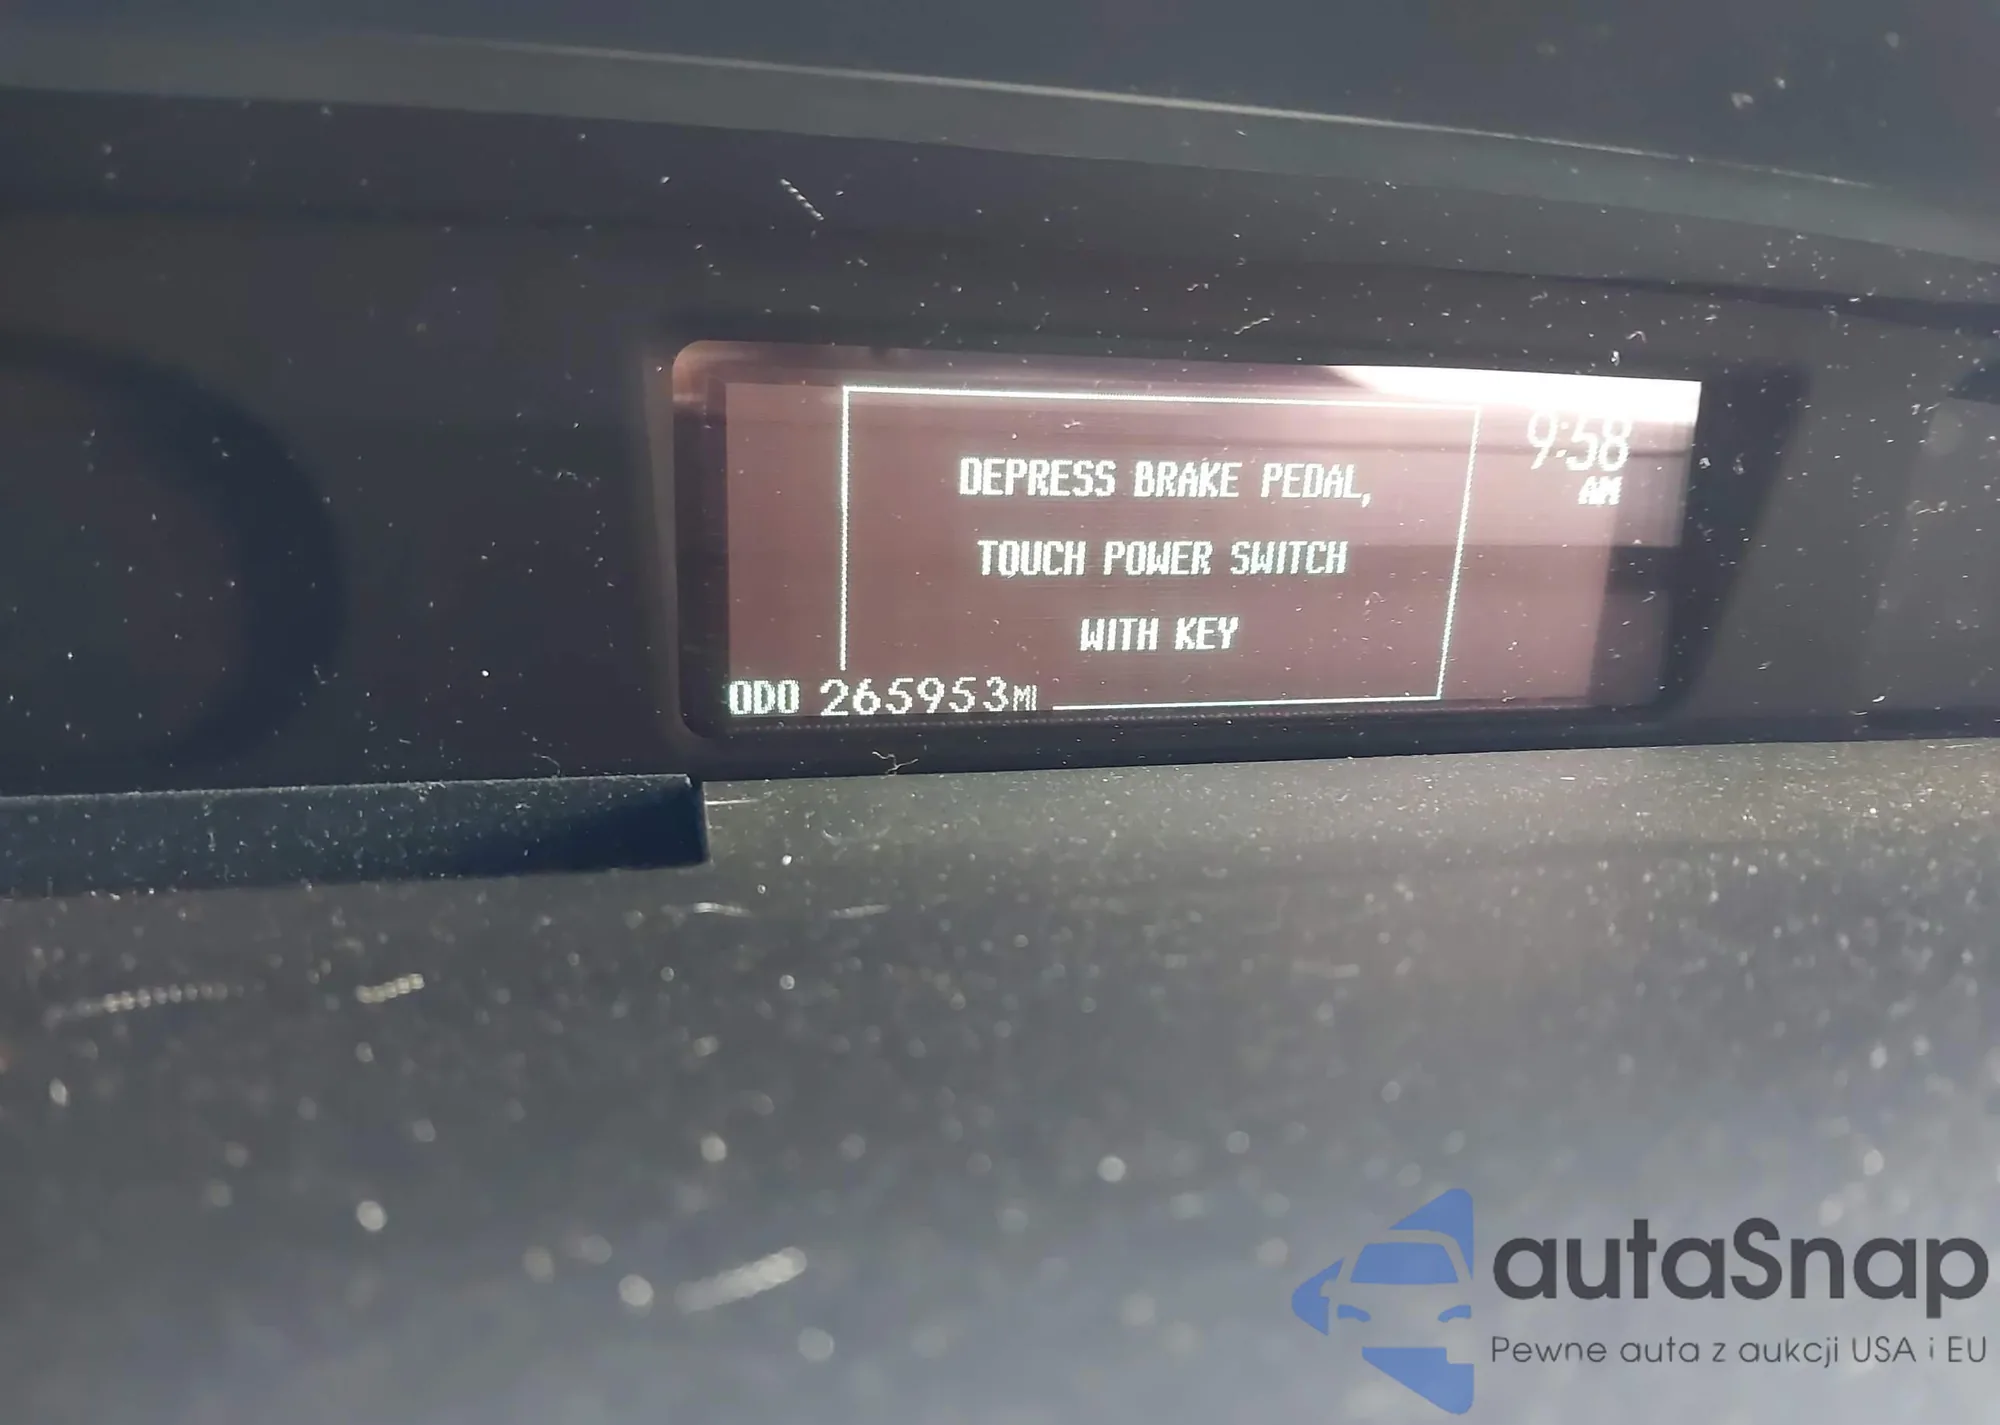 9:58
AM
DEPRESS BRAKE PEDAL,
TOUCH POWER SWITCH
WITH KEY
ODO 265953MI
autaSnap
Pewne auta z aukcji USA i EU